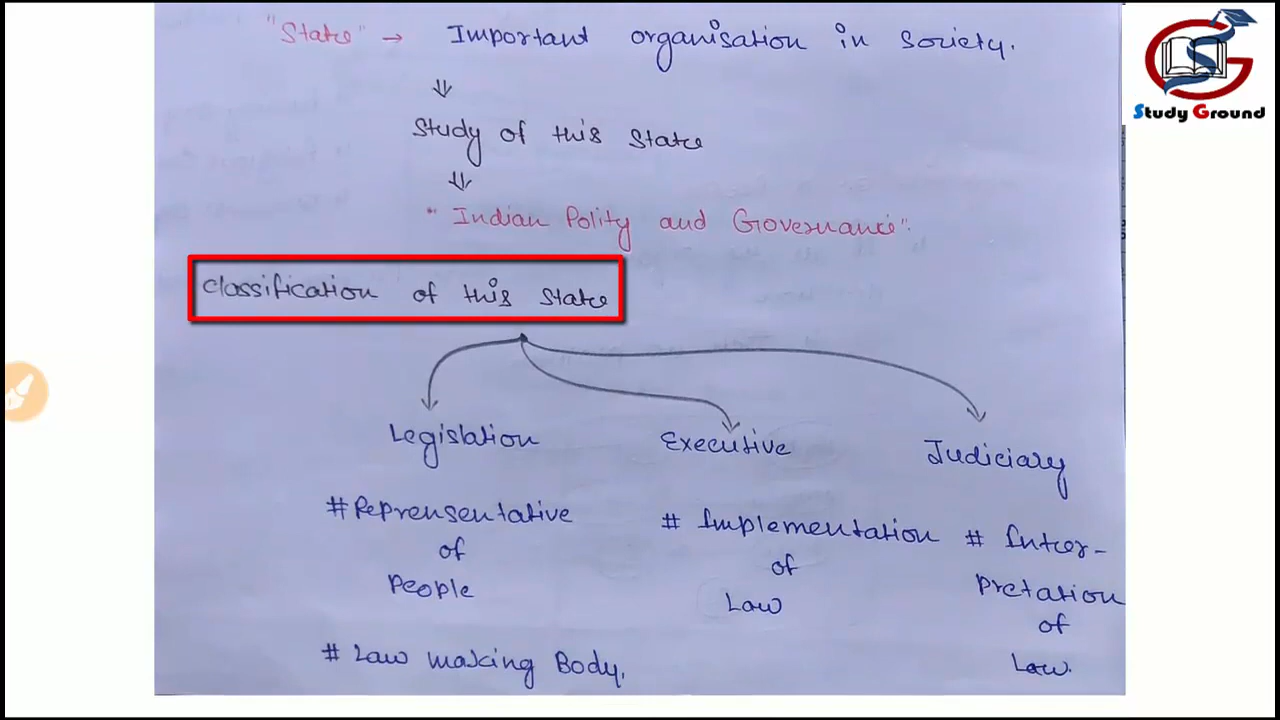 "State" → Important organisation in Society.
Study Ground
⇓
Study of this State
⇓
"Indian Polity and Governance".
Classification of this State
Legislation Executive Judiciary
#Reprensentative # Implementation # Inter-
of of Pretation
People Law of
# Law making Body. Law.